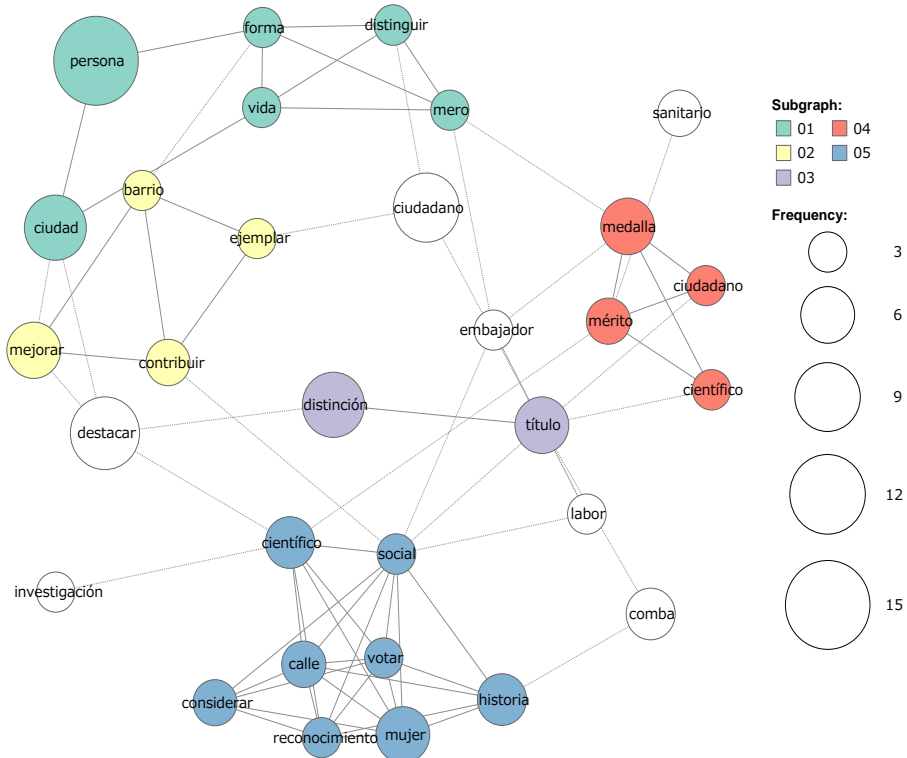 forma
distinguir
persona
vida
mero
sanitario
Subgraph:
01 04
02 05
03
barrio
ciudadano
Frequency:
ciudad
ejemplar
medalla
3
ciudadano
6
mérito
embajador
mejorar
contribuir
científico
9
distinción
título
destacar
12
labor
científico
social
investigación
comba
15
calle
votar
considerar
historia
reconocimiento
mujer